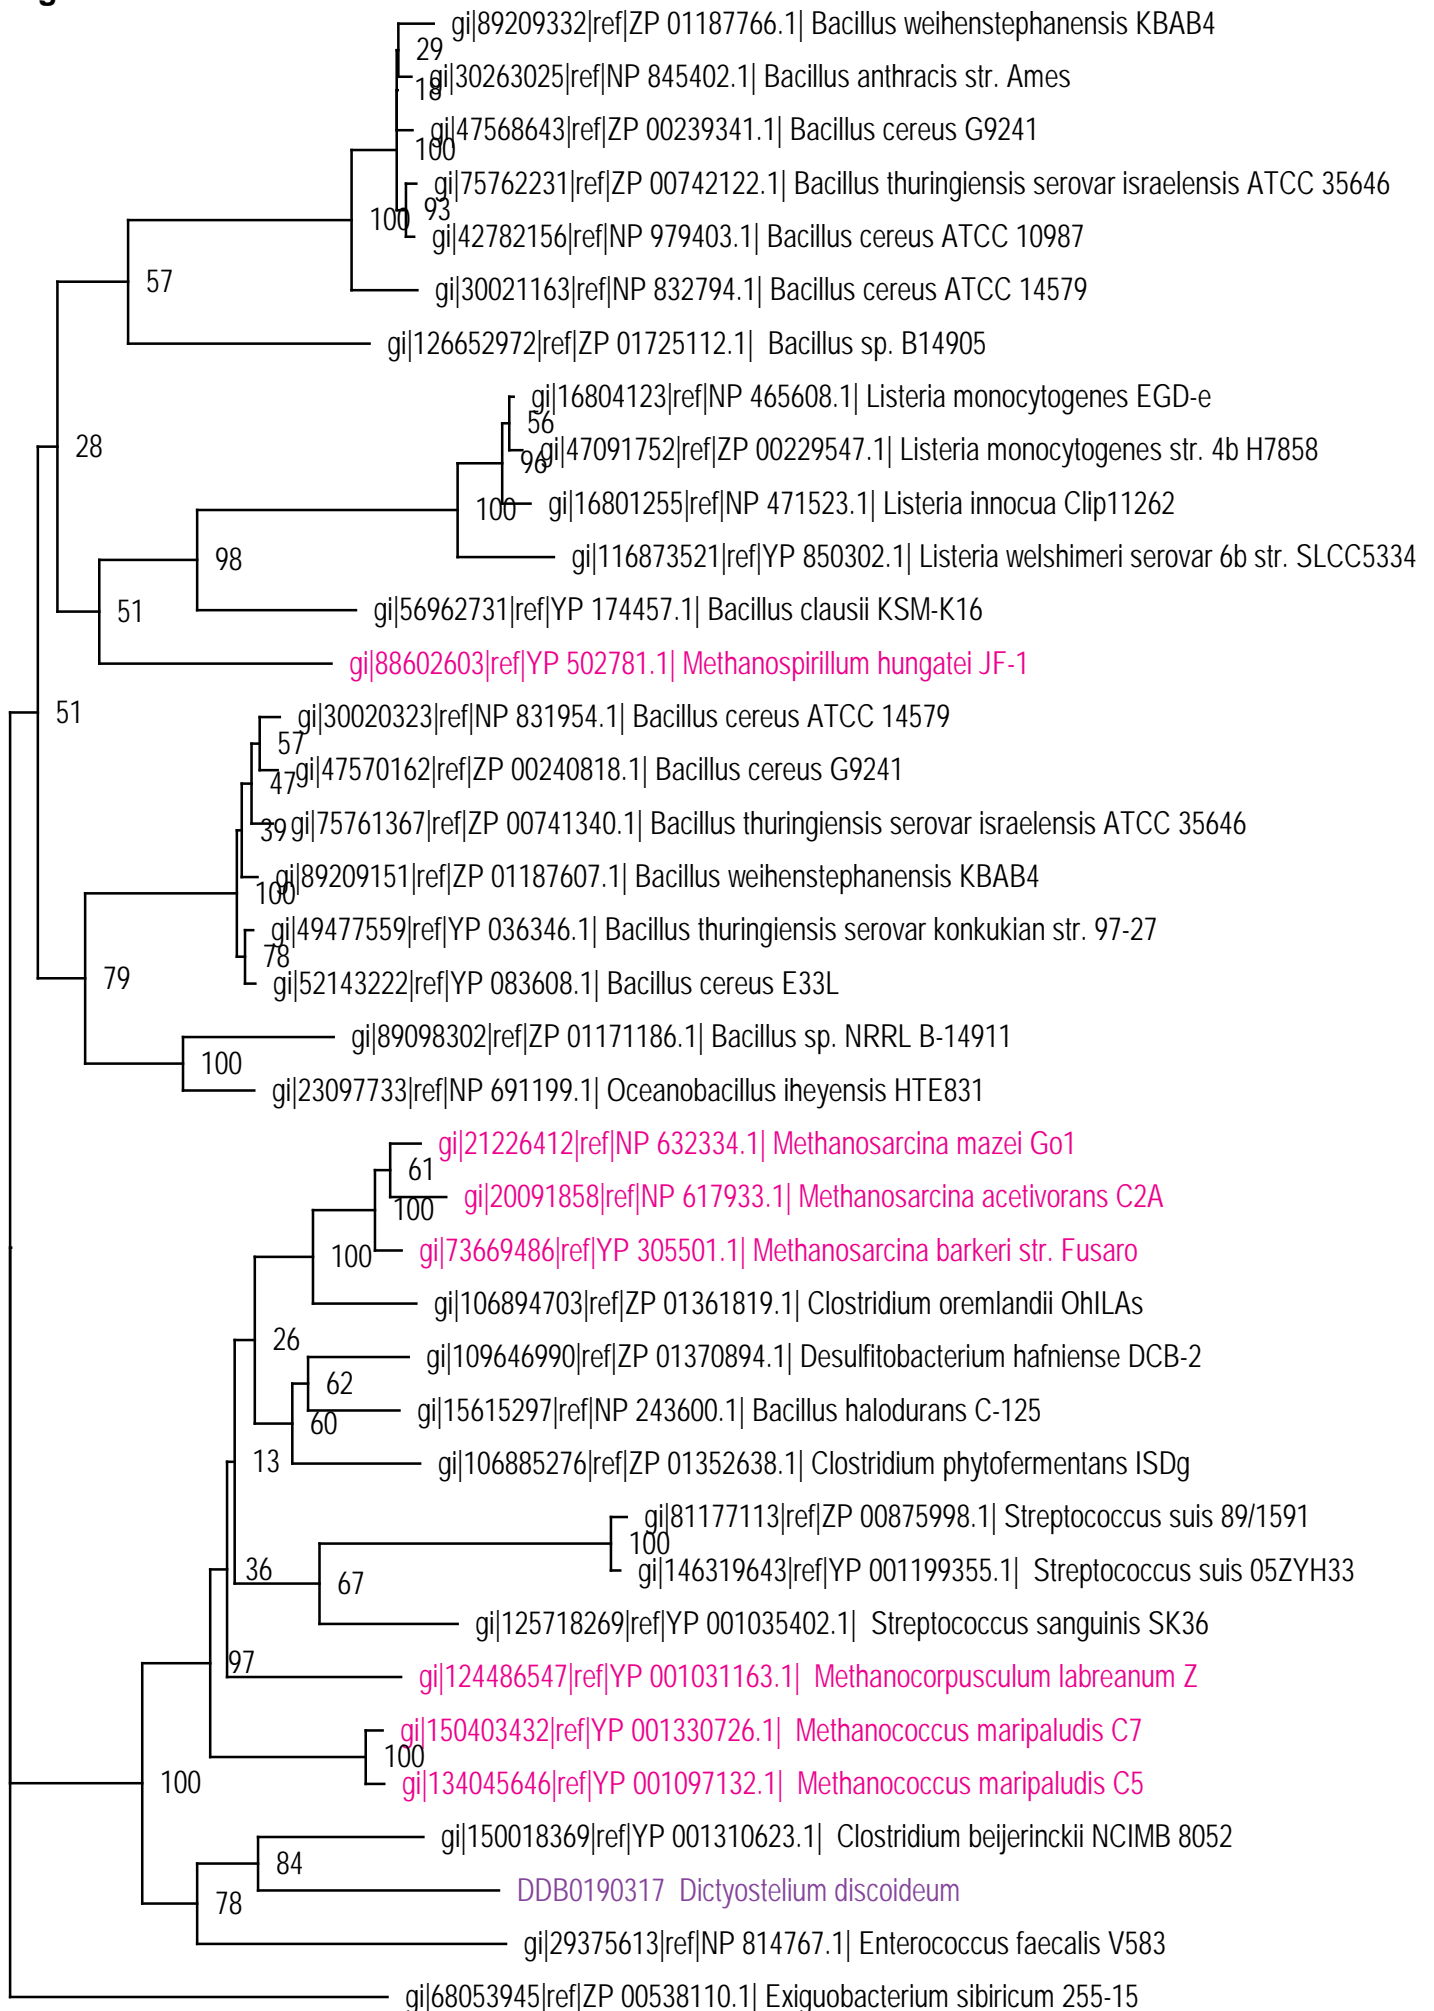 gi|89209332|ref|ZP 01187766.1| Bacillus weihenstephanensis KBAB4
29
gi|30263025|ref|NP 845402.1| Bacillus anthracis str. Ames
18
gi|47568643|ref|ZP 00239341.1| Bacillus cereus G9241
100
gi|75762231|ref|ZP 00742122.1| Bacillus thuringiensis serovar israelensis ATCC 35646
100 93
gi|42782156|ref|NP 979403.1| Bacillus cereus ATCC 10987
57
gi|30021163|ref|NP 832794.1| Bacillus cereus ATCC 14579
gi|126652972|ref|ZP 01725112.1| Bacillus sp. B14905
gi|16804123|ref|NP 465608.1| Listeria monocytogenes EGD-e
56
28
gi|47091752|ref|ZP 00229547.1| Listeria monocytogenes str. 4b H7858
96
gi|16801255|ref|NP 471523.1| Listeria innocua Clip11262
100
98
gi|116873521|ref|YP 850302.1| Listeria welshimeri serovar 6b str. SLCC5334
51
gi|56962731|ref|YP 174457.1| Bacillus clausii KSM-K16
gi|88602603|ref|YP 502781.1| Methanospirillum hungatei JF-1
51
gi|30020323|ref|NP 831954.1| Bacillus cereus ATCC 14579
57
gi|47570162|ref|ZP 00240818.1| Bacillus cereus G9241
47
gi|75761367|ref|ZP 00741340.1| Bacillus thuringiensis serovar israelensis ATCC 35646
39
gi|89209151|ref|ZP 01187607.1| Bacillus weihenstephanensis KBAB4
100
gi|49477559|ref|YP 036346.1| Bacillus thuringiensis serovar konkukian str. 97-27
78
79
gi|52143222|ref|YP 083608.1| Bacillus cereus E33L
gi|89098302|ref|ZP 01171186.1| Bacillus sp. NRRL B-14911
100
gi|23097733|ref|NP 691199.1| Oceanobacillus iheyensis HTE831
gi|21226412|ref|NP 632334.1| Methanosarcina mazei Go1
61
gi|20091858|ref|NP 617933.1| Methanosarcina acetivorans C2A
100
gi|73669486|ref|YP 305501.1| Methanosarcina barkeri str. Fusaro
100
gi|106894703|ref|ZP 01361819.1| Clostridium oremlandii OhILAs
26
gi|109646990|ref|ZP 01370894.1| Desulfitobacterium hafniense DCB-2
62
gi|15615297|ref|NP 243600.1| Bacillus halodurans C-125
60
13
gi|106885276|ref|ZP 01352638.1| Clostridium phytofermentans ISDg
gi|81177113|ref|ZP 00875998.1| Streptococcus suis 89/1591
100
36
gi|146319643|ref|YP 001199355.1| Streptococcus suis 05ZYH33
67
gi|125718269|ref|YP 001035402.1| Streptococcus sanguinis SK36
97
gi|124486547|ref|YP 001031163.1| Methanocorpusculum labreanum Z
gi|150403432|ref|YP 001330726.1| Methanococcus maripaludis C7
100
100
gi|134045646|ref|YP 001097132.1| Methanococcus maripaludis C5
gi|150018369|ref|YP 001310623.1| Clostridium beijerinckii NCIMB 8052
84
DDB0190317 Dictyostelium discoideum
78
gi|29375613|ref|NP 814767.1| Enterococcus faecalis V583
gi|68053945|ref|ZP 00538110.1| Exiguobacterium sibiricum 255-15